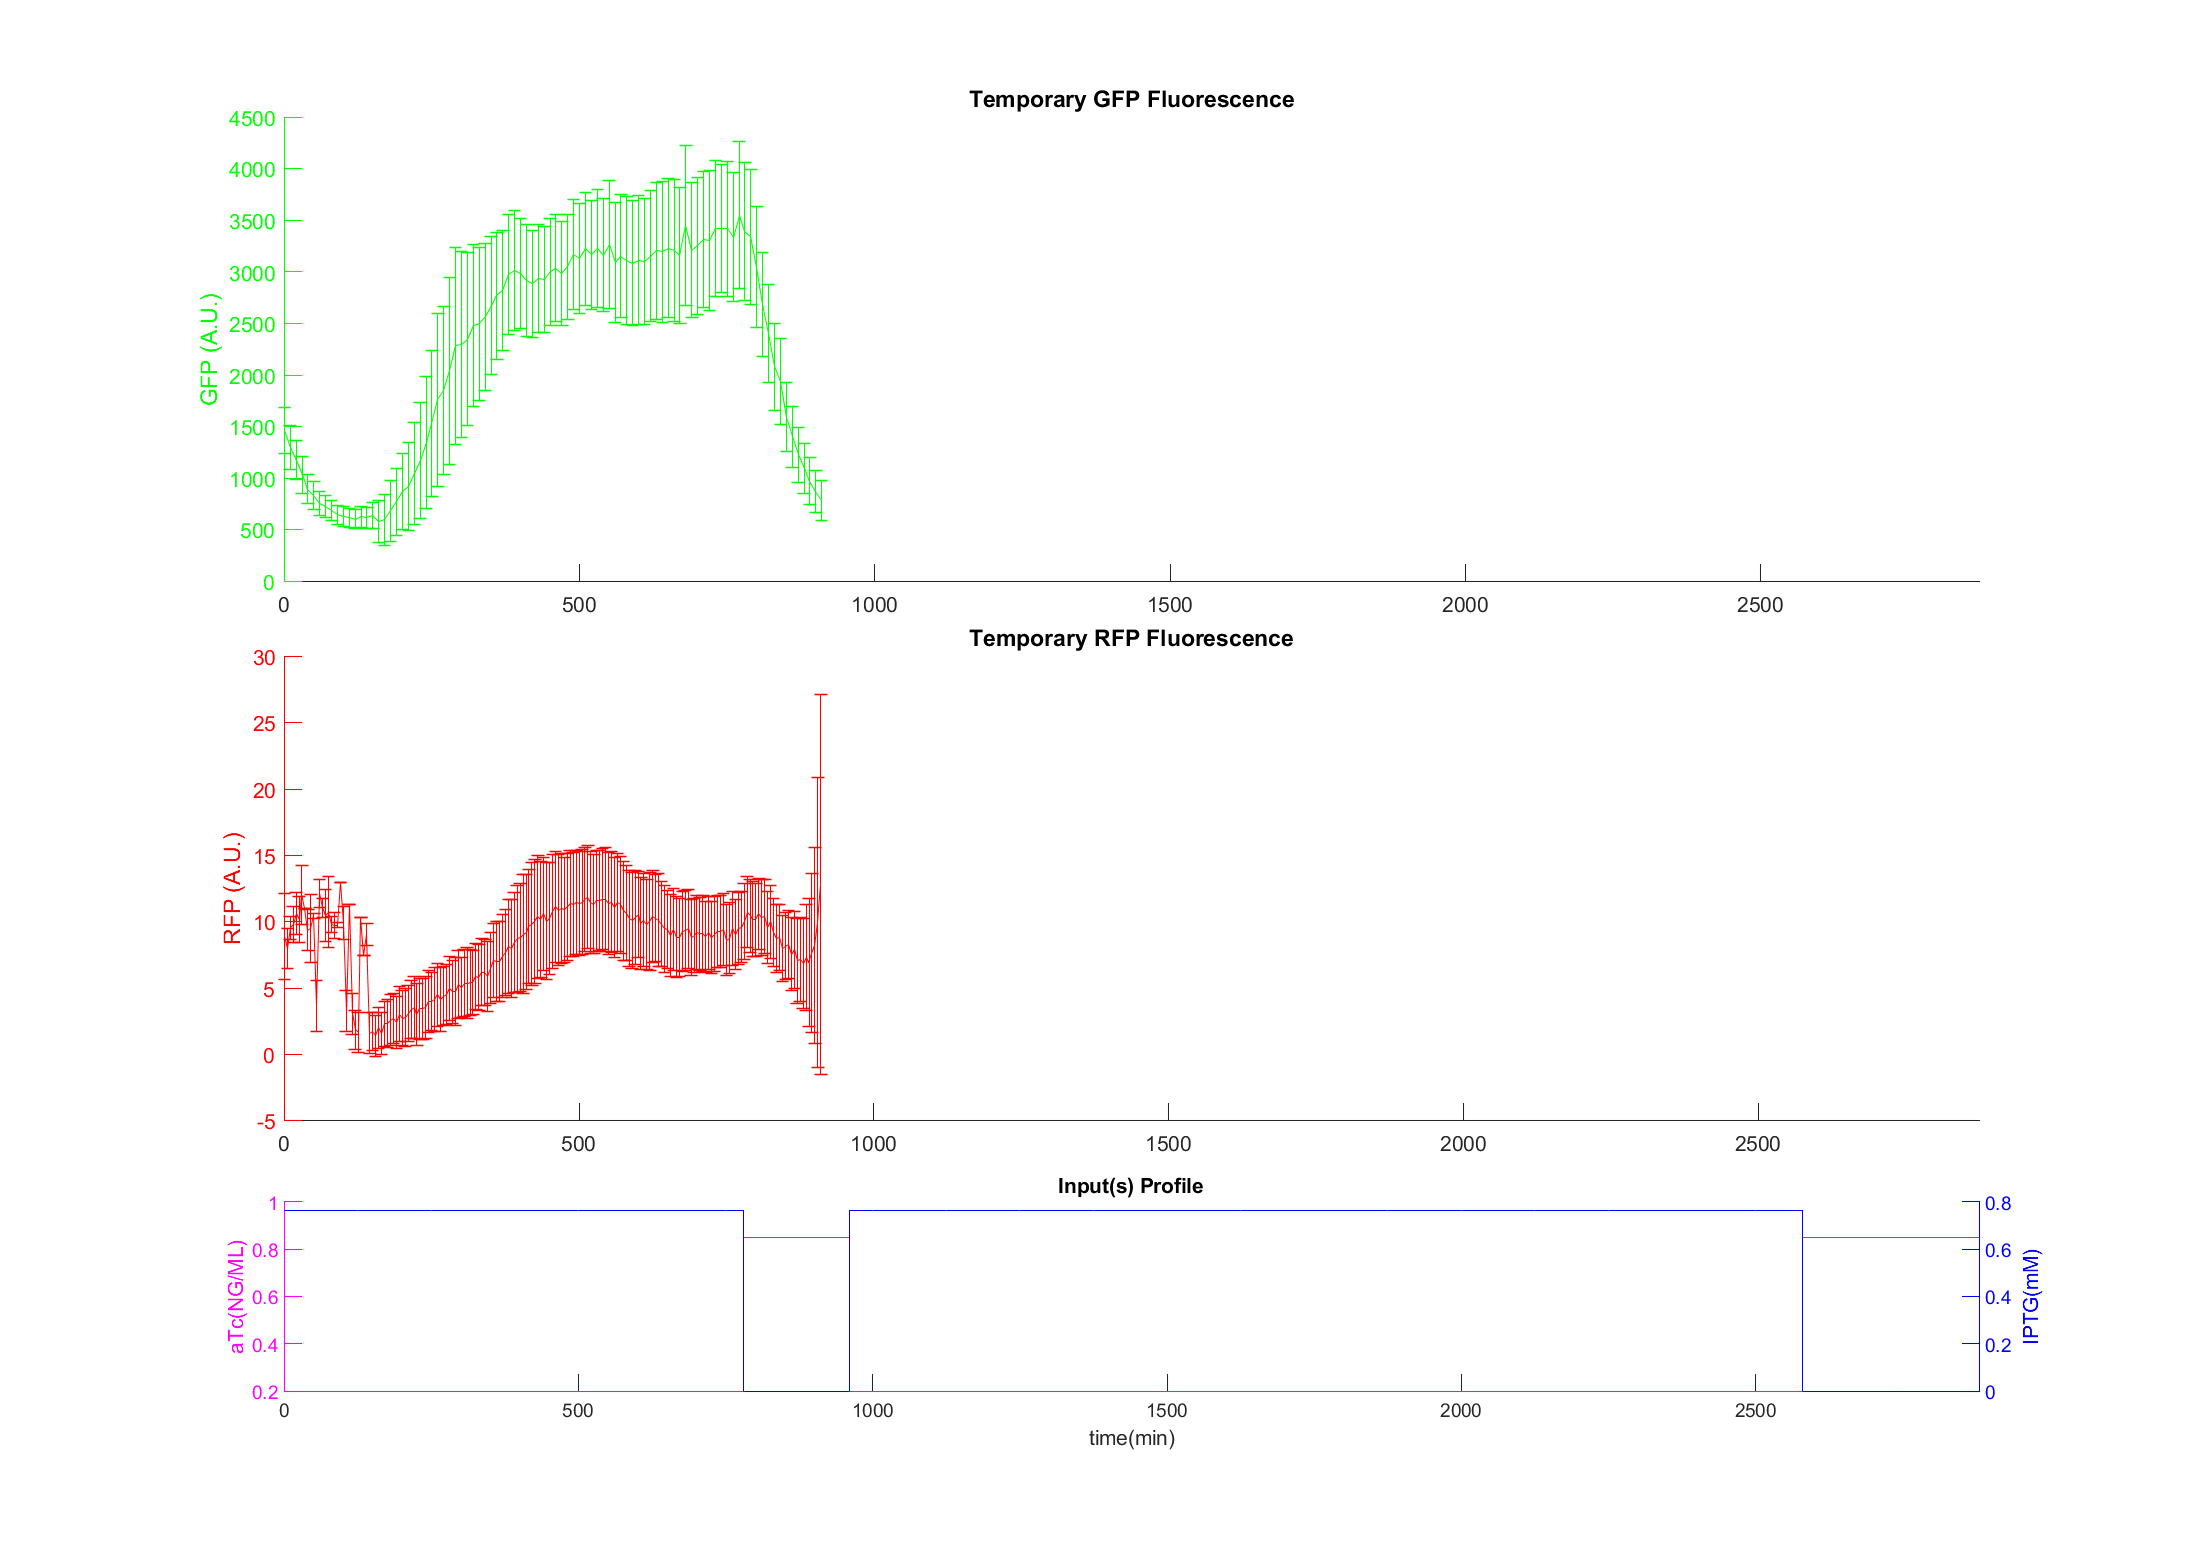 Temporary GFP Fluorescence
4500
4000
3500
3000
2500
2000
1500
1000
500
0
GFP (A.U.)
0 500 1000 1500 2000 2500
Temporary RFP Fluorescence
30
25
20
15
10
5
0
-5
RFP (A.U.)
0 500 1000 1500 2000 2500
Input(s) Profile
1
0.8
0.6
0.4
0.2
aTc(NG/ML)
0.8
0.6
0.4
0.2
0
IPTG(mM)
0 500 1000 1500 2000 2500
time(min)